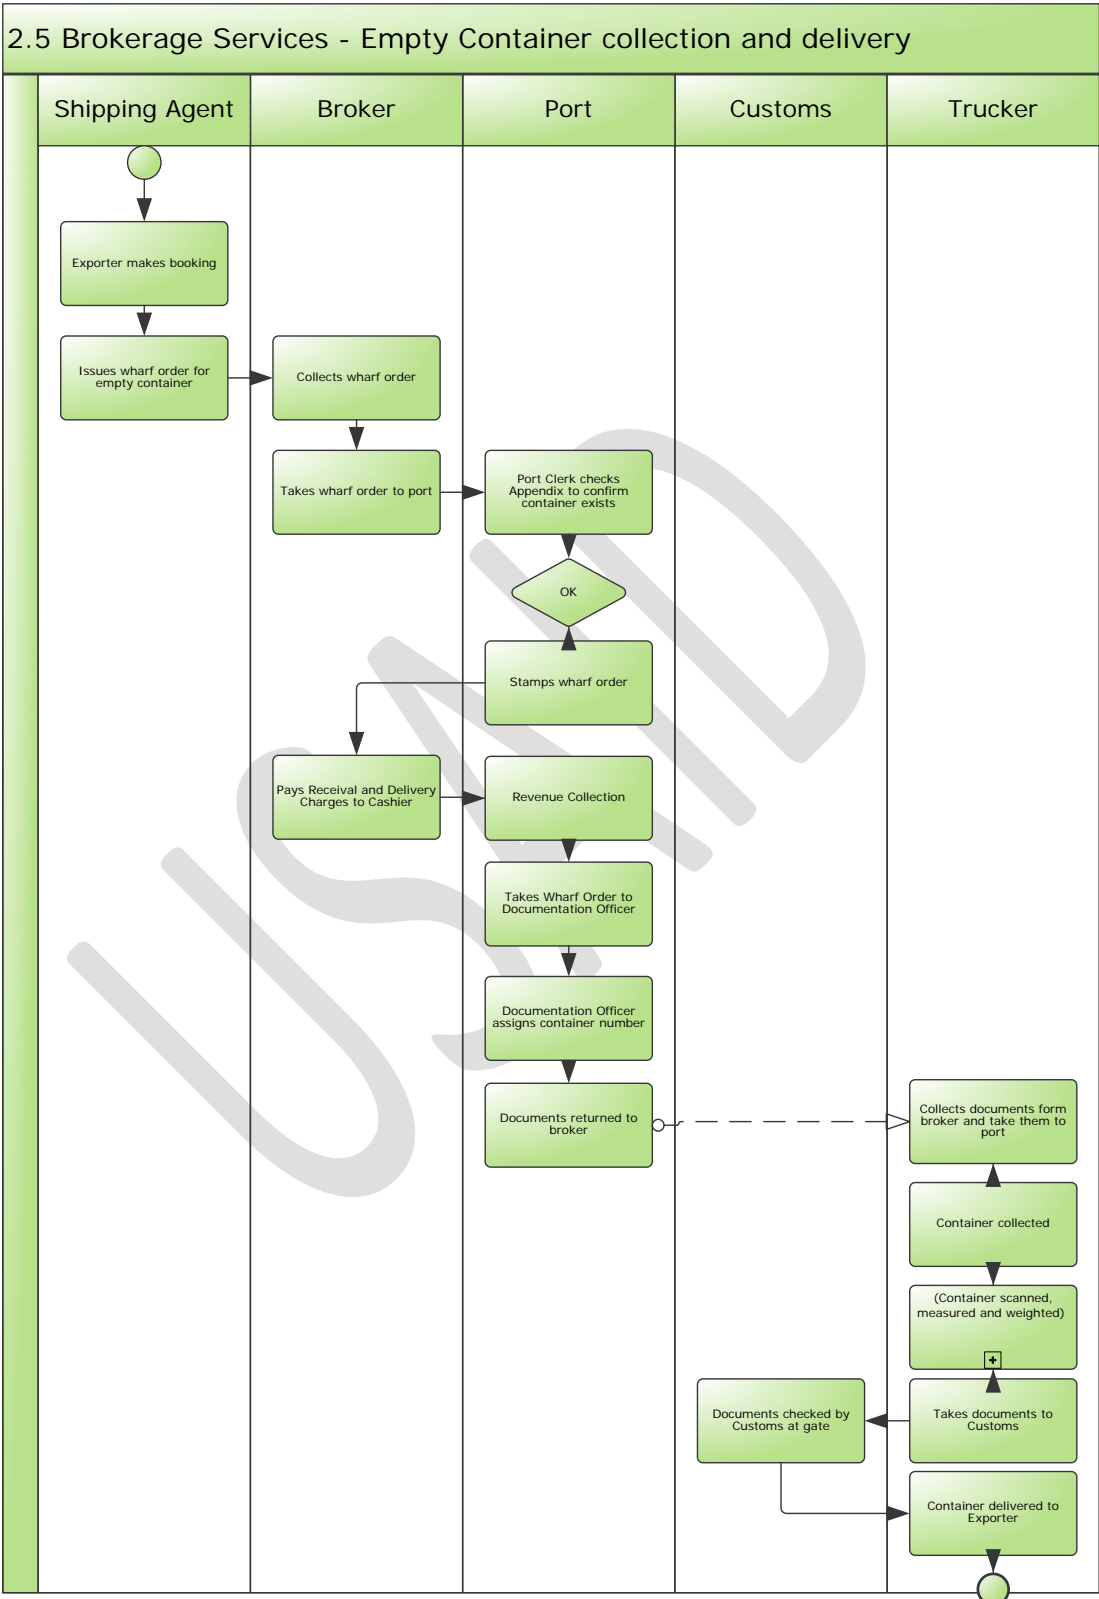 2.5 Brokerage Services - Empty Container collection and delivery
Shipping Agent
Broker
Port
Customs
Trucker
Exporter makes booking
Issues wharf order for
empty container
Collects wharf order
Takes wharf order to port
Port Clerk checks
Appendix to confirm
container exists
OK
Stamps wharf order
Pays Receival and Delivery
Charges to Cashier
Revenue Collection
Takes Wharf Order to
Documentation Officer
Documentation Officer
assigns container number
Documents returned to
broker
Collects documents form
broker and take them to
port
Container collected
(Container scanned,
measured and weighted)
Takes documents to
Customs
Documents checked by
Customs at gate
Container delivered to
Exporter
USAID